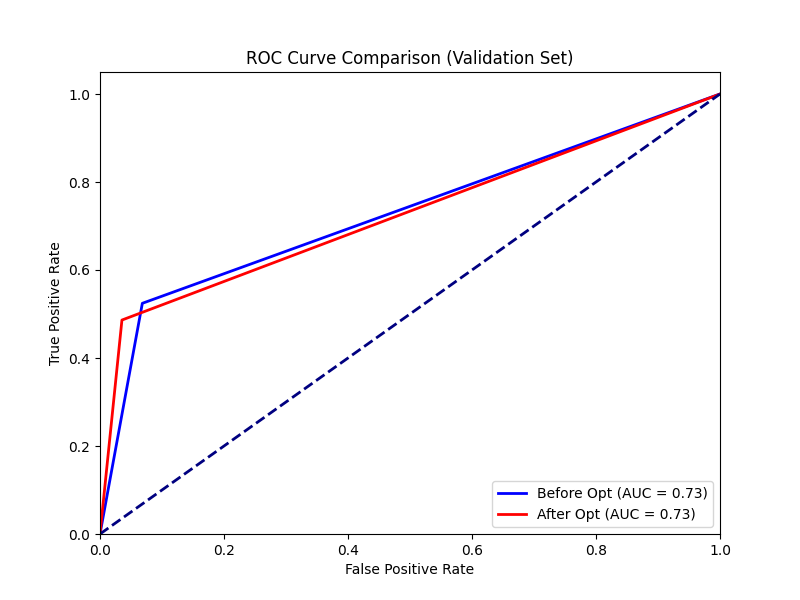 ROC Curve Comparison (Validation Set)
1.0
0.8
0.6
0.4
0.2
0.0
True Positive Rate
0.0 0.2 0.4 0.6 0.8 1.0
False Positive Rate
Before Opt (AUC = 0.73)
After Opt (AUC = 0.73)